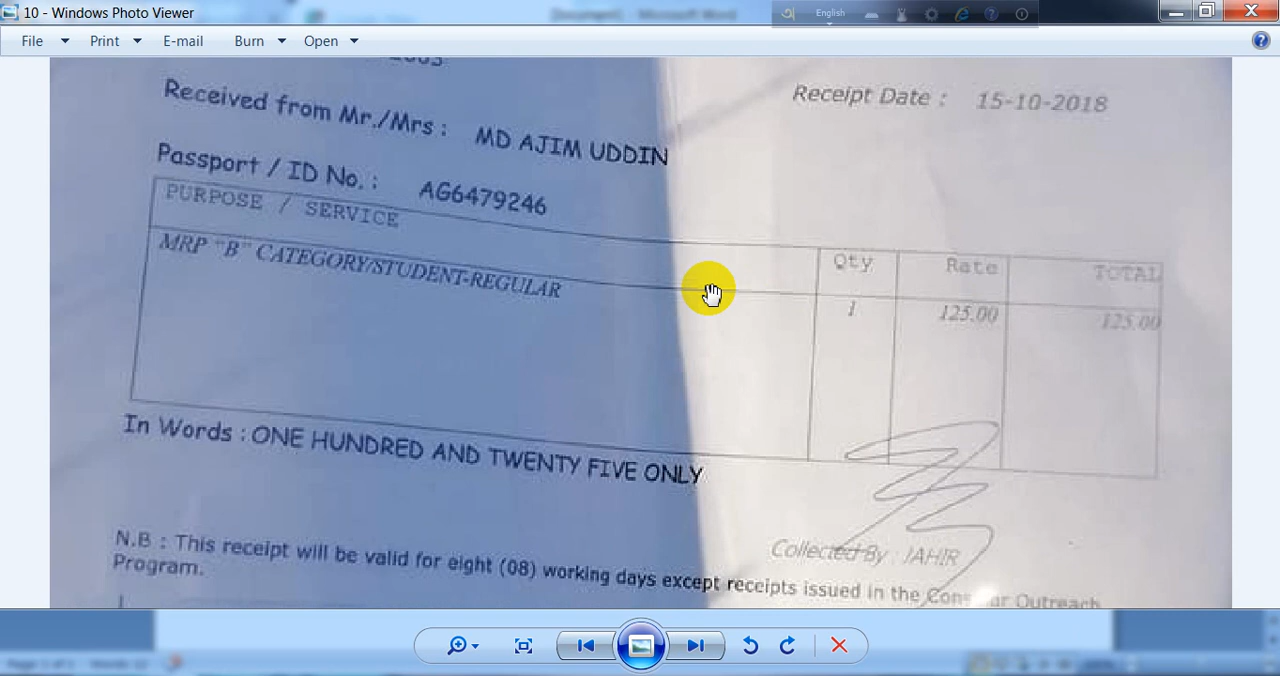 10 - Windows Photo Viewer
English
File Print E-mail Burn Open
Received from Mr./Mrs : MD AJIM UDDIN
Receipt Date : 15-10-2018
Passport / ID No. : AG6479246
PURPOSE / SERVICE Qty Rate TOTAL
MRP "B" CATEGORY/STUDENT-REGULAR 1 125.00 125.00
In Words : ONE HUNDRED AND TWENTY FIVE ONLY
Collected By : JAHIR
N.B : This receipt will be valid for eight (08) working days except receipts issued in the Outreach
Program.